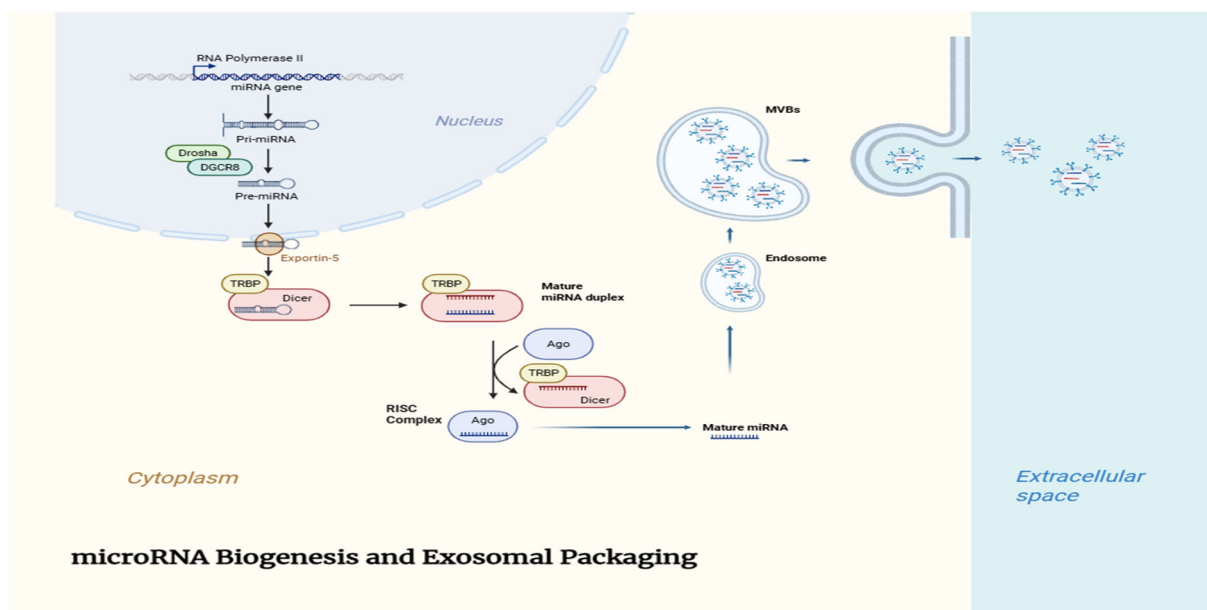 RNA Polymerase II
miRNA gene
Nucleus
Pri-miRNA
Drosha
DGCR8
Pre-miRNA
Exportin-5
TRBP
Dicer
TRBP
Mature
miRNA duplex
Ago
TRBP
Dicer
RISC
Complex
Ago
Mature miRNA
Endosome
MVBs
Cytoplasm
Extracellular
space
microRNA Biogenesis and Exosomal Packaging